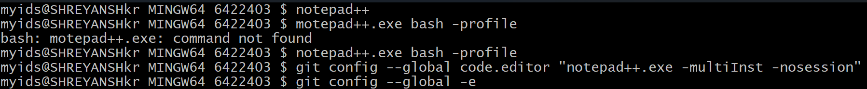 myids@SHREYANSHkr MINGW64 6422403 $ notepad++
myids@SHREYANSHkr MINGW64 6422403 $ motepad++.exe bash -profile
bash: motepad++.exe: command not found
myids@SHREYANSHkr MINGW64 6422403 $ notepad++.exe bash -profile
myids@SHREYANSHkr MINGW64 6422403 $ git config --global code.editor "notepad++.exe -multiInst -nosession"
myids@SHREYANSHkr MINGW64 6422403 $ git config --global -e